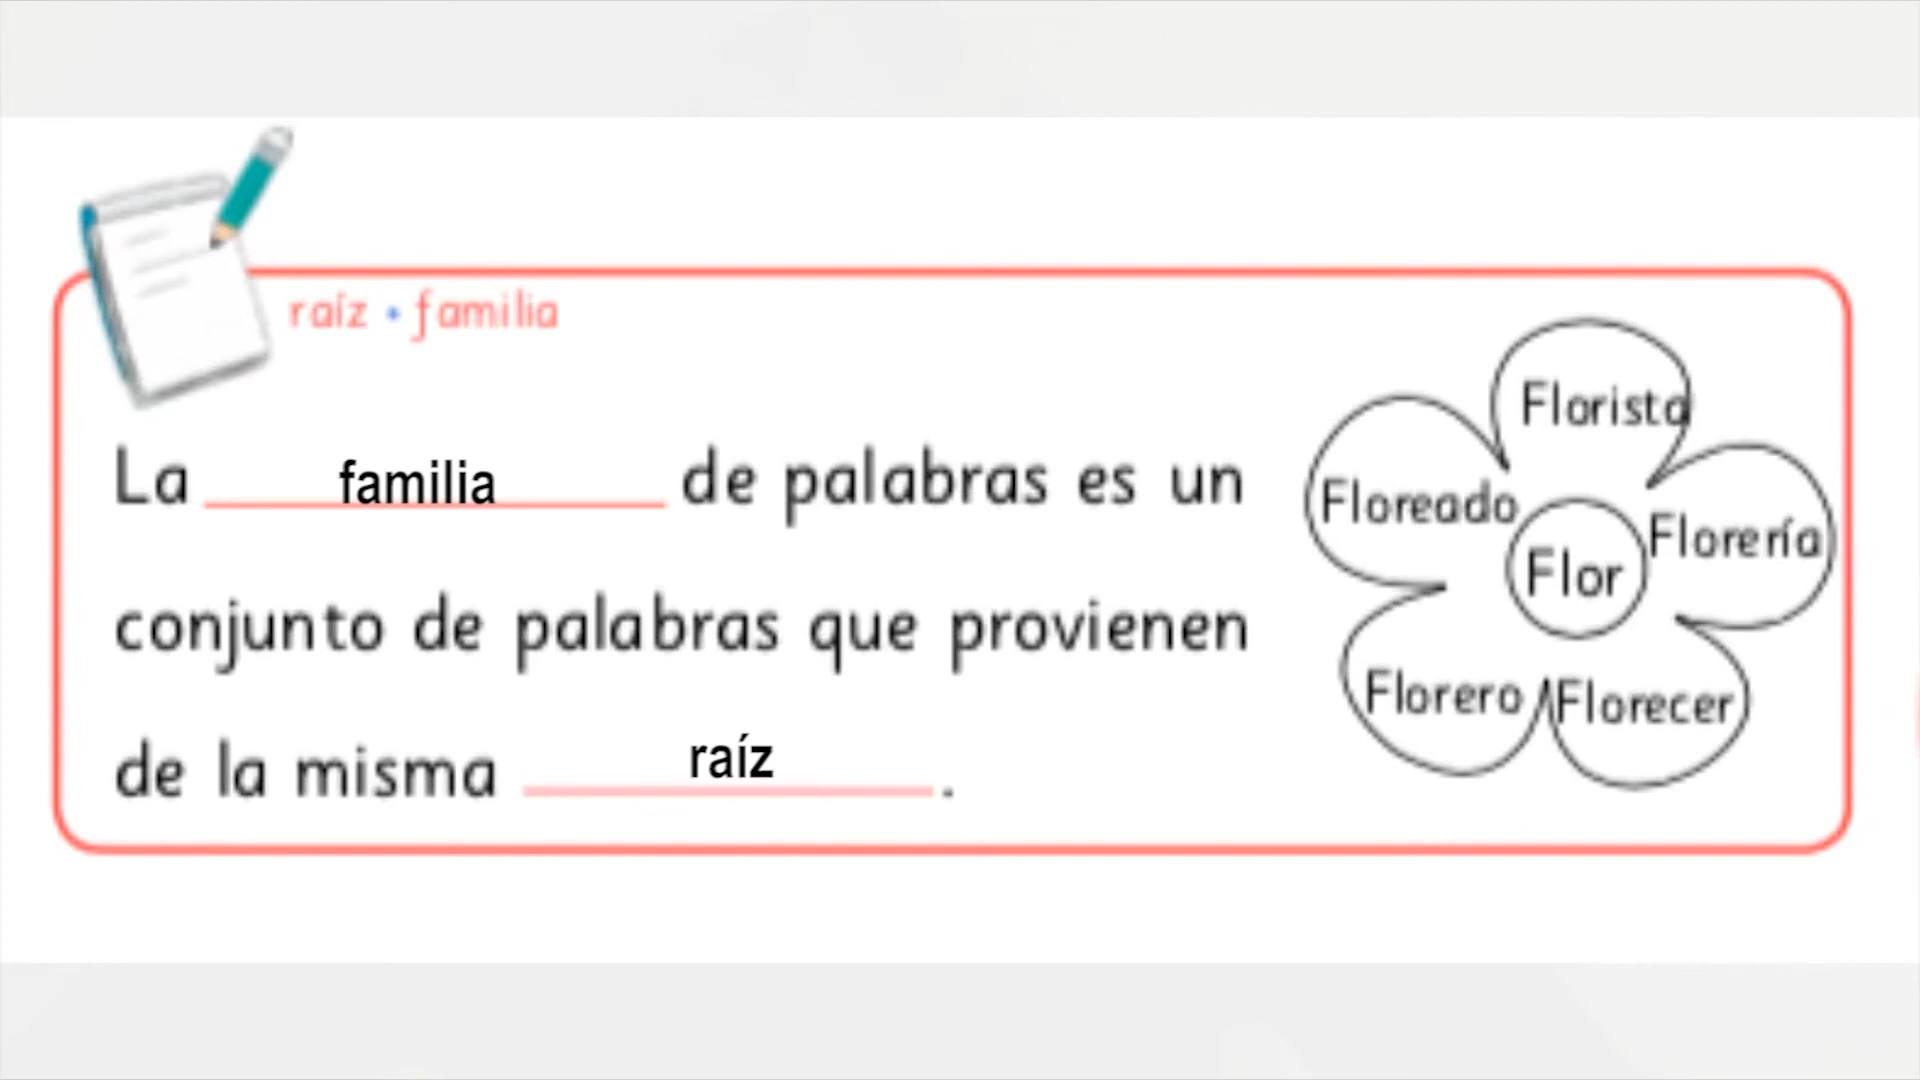 raíz • familia
La familia de palabras es un
conjunto de palabras que provienen
de la misma raíz.
Florista
Floreado
Florería
Flor
Florero
Florecer